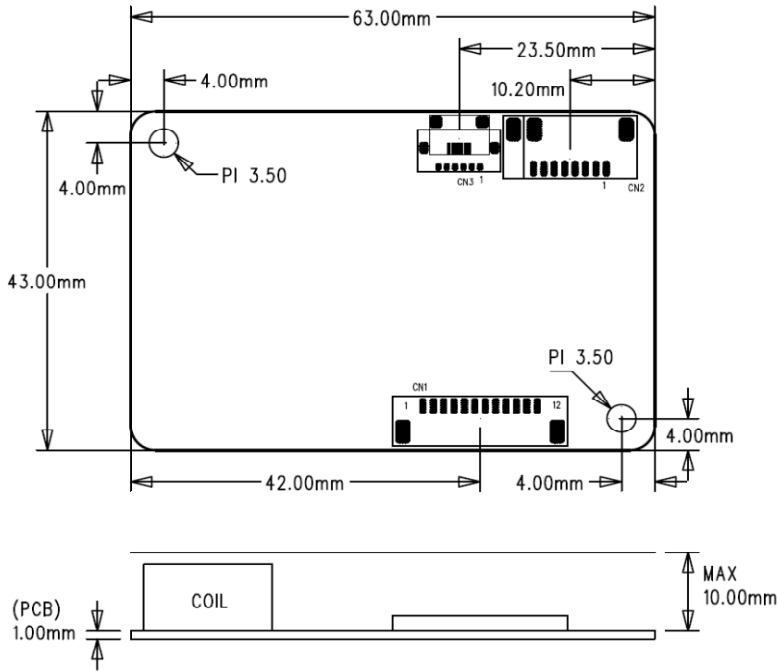 63.00mm
23.50mm
4.00mm
10.20mm
PI 3.50
4.00mm
CN3 1
1 CN2
43.00mm
PI 3.50
CN1
1 12
4.00mm
42.00mm
4.00mm
COIL
MAX
10.00mm
(PCB)
1.00mm